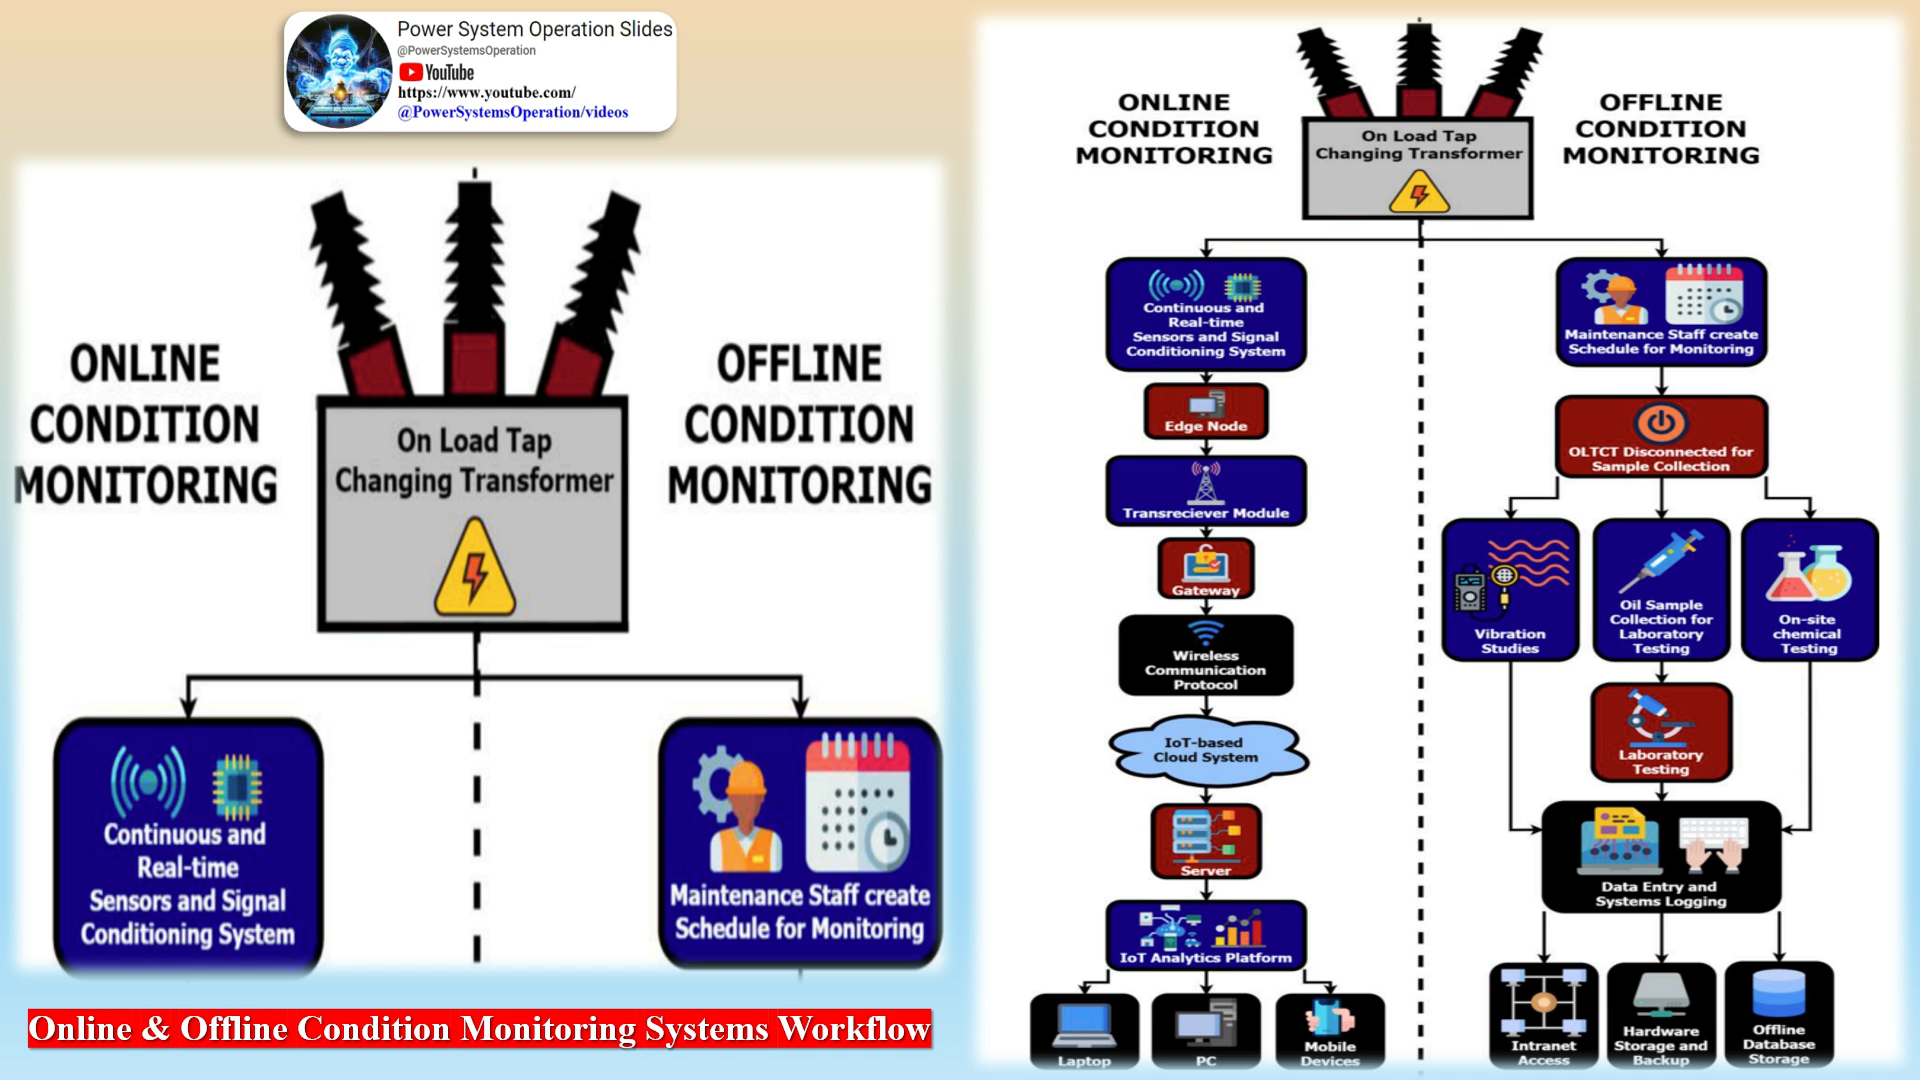 Power System Operation Slides
@PowerSystemsOperation
YouTube
https://www.youtube.com/
@PowerSystemsOperation/videos
ONLINE
CONDITION
MONITORING
On Load Tap
Changing Transformer
OFFLINE
CONDITION
MONITORING
Continuous and
Real-time
Sensors and Signal
Conditioning System
Maintenance Staff create
Schedule for Monitoring
Online & Offline Condition Monitoring Systems Workflow
ONLINE
CONDITION
MONITORING
On Load Tap
Changing Transformer
OFFLINE
CONDITION
MONITORING
Continuous and
Real-time
Sensors and Signal
Conditioning System
Edge Node
Transreciever Module
Gateway
Wireless
Communication
Protocol
IoT-based
Cloud System
Server
IoT Analytics Platform
Laptop
PC
Mobile
Devices
Maintenance Staff create
Schedule for Monitoring
OLTCT Disconnected for
Sample Collection
Vibration
Studies
Oil Sample
Collection for
Laboratory
Testing
On-site
chemical
Testing
Laboratory
Testing
Data Entry and
Systems Logging
Intranet
Access
Hardware
Storage and
Backup
Offline
Database
Storage